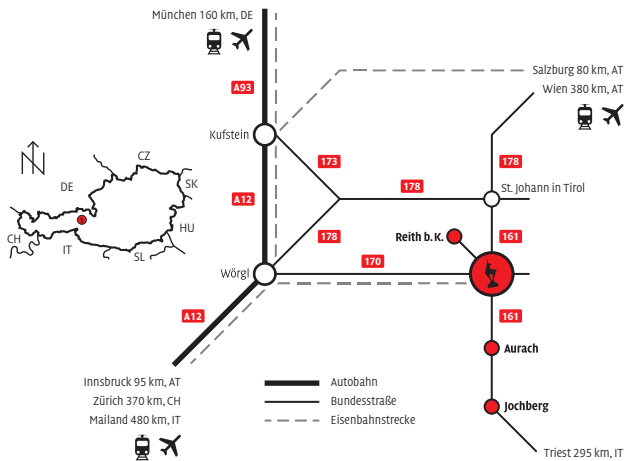 München 160 km, DE
Salzburg 80 km, AT
Wien 380 km, AT
A93
Kufstein
173
178
178
St. Johann in Tirol
N
CZ
DE
SK
A12
HU
CH
IT
SL
178
Reith b. K.
161
170
Wörgl
A12
161
Aurach
Innsbruck 95 km, AT
Zürich 370 km, CH
Mailand 480 km, IT
Autobahn
Bundesstraße
Eisenbahnstrecke
Jochberg
Triest 295 km, IT